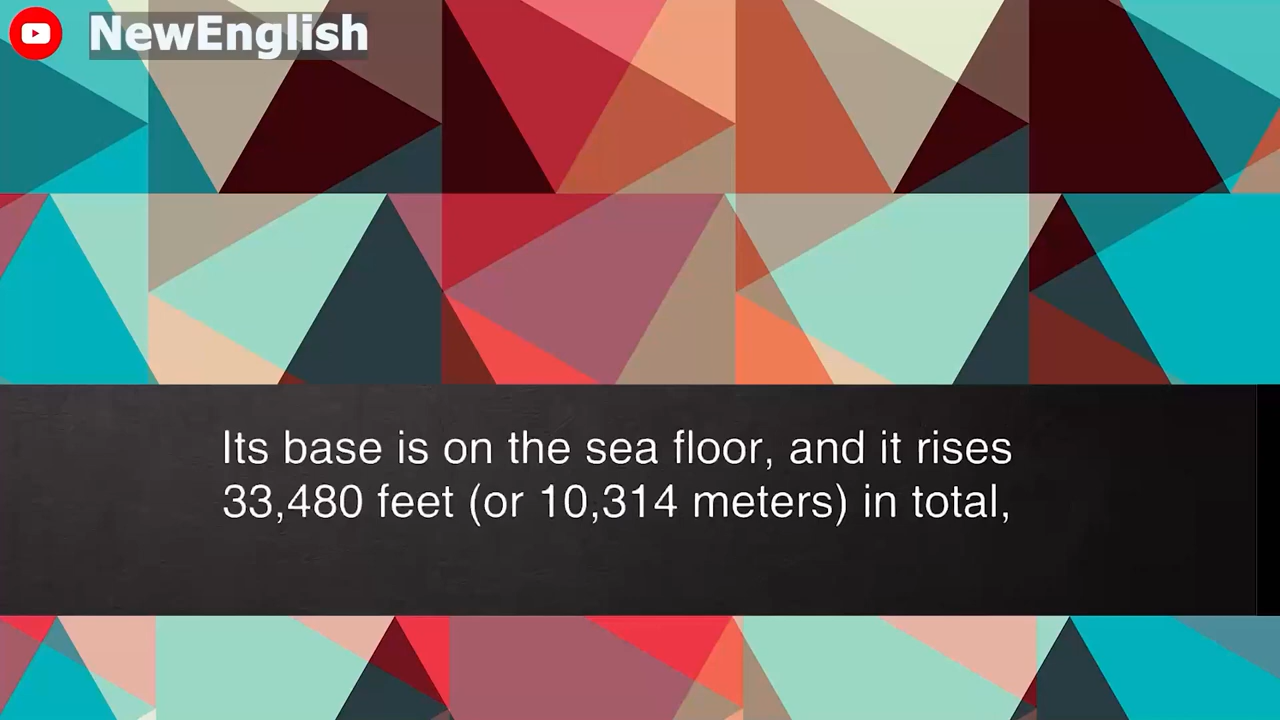 NewEnglish
Its base is on the sea floor, and it rises
33,480 feet (or 10,314 meters) in total,